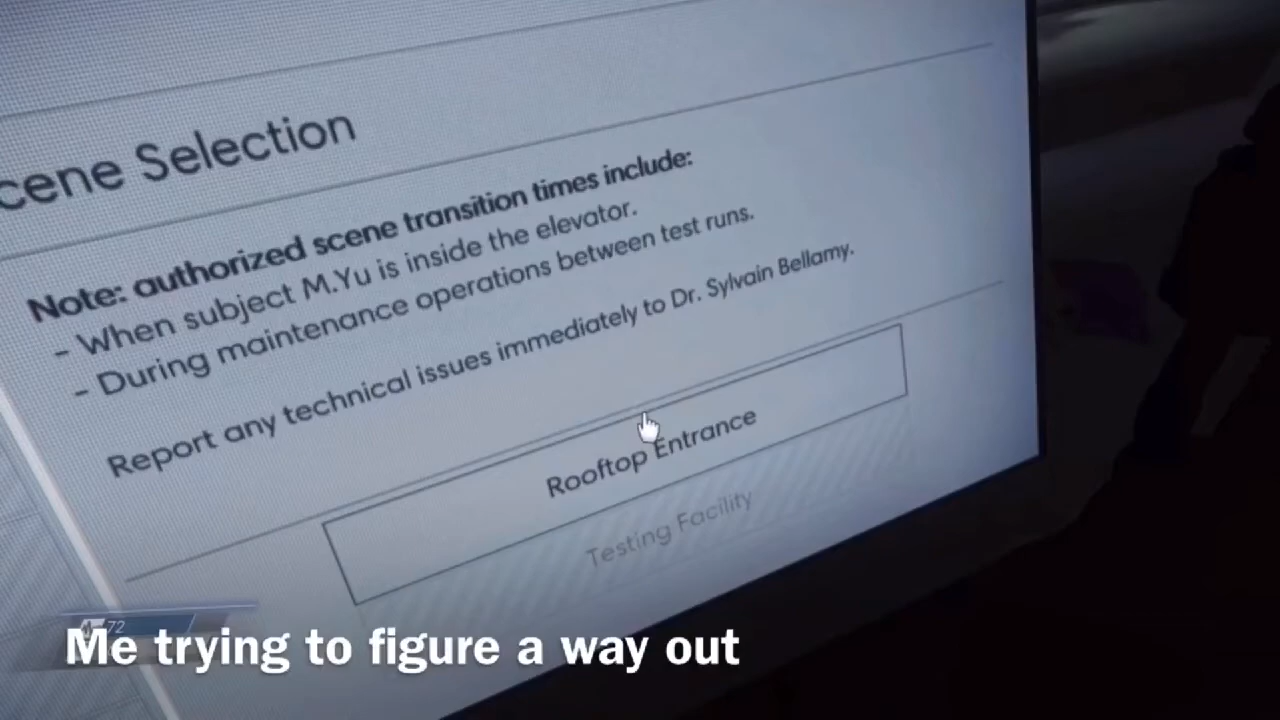 cene Selection
Note: authorized scene transition times include:
- When subject M.Yu is inside the elevator.
- During maintenance operations between test runs.
Report any technical issues immediately to Dr. Sylvain Bellamy.
Rooftop Entrance
Testing Facility
72
Me trying to figure a way out